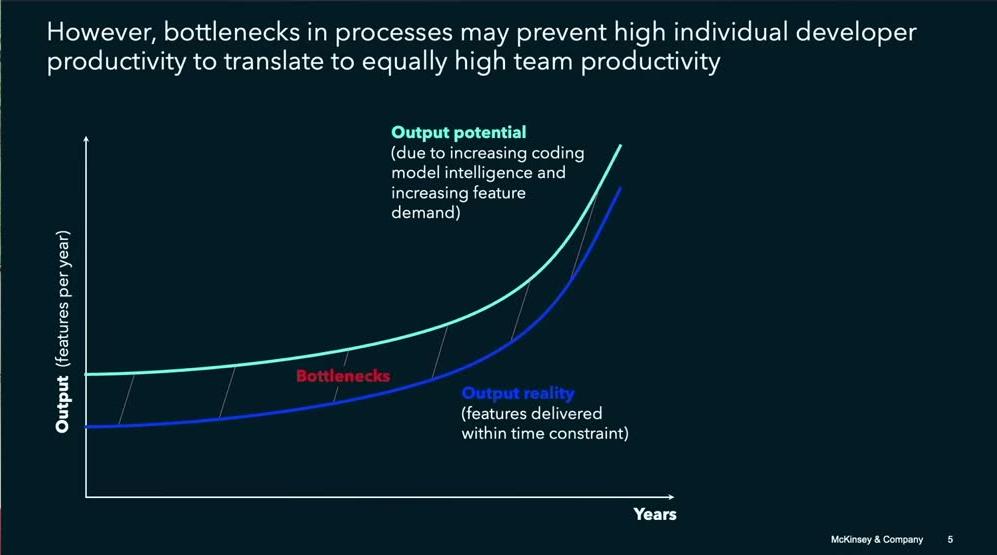 However, bottlenecks in processes may prevent high individual developer
productivity to translate to equally high team productivity
Output potential
(due to increasing coding
model intelligence and
increasing feature
demand)
Output (features per year)
Bottlenecks
Output reality
(features delivered
within time constraint)
Years
McKinsey & Company 5